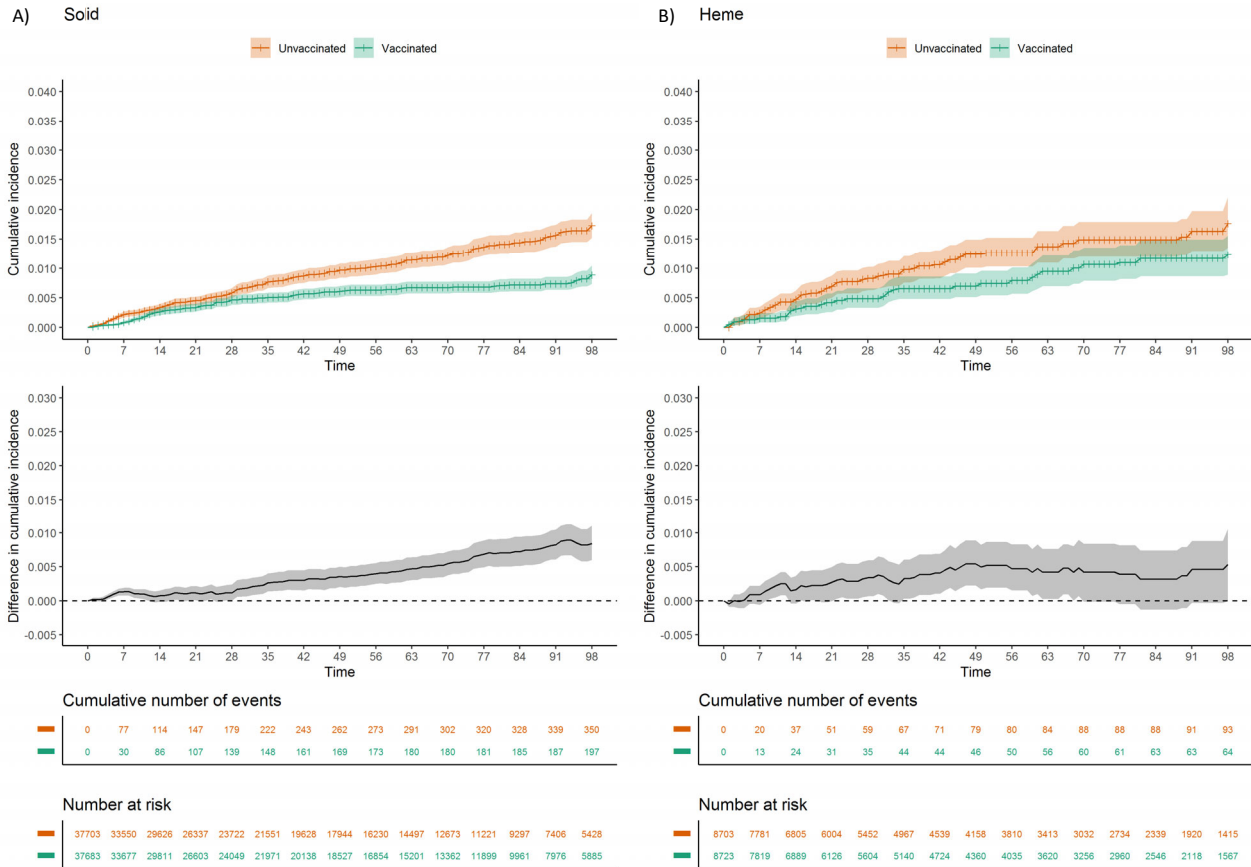 A) Solid
Unvaccinated Vaccinated
0.040
0.035
0.030
0.025
0.020
0.015
0.010
0.005
0.000
Cumulative incidence
0 7 14 21 28 35 42 49 56 63 70 77 84 91 98
Time
0.030
0.025
0.020
0.015
0.010
0.005
0.000
-0.005
Difference in cumulative incidence
0 7 14 21 28 35 42 49 56 63 70 77 84 91 98
Time
Cumulative number of events
0 77 114 147 179 222 243 262 273 291 302 320 328 339 350
0 30 86 107 139 148 161 169 173 180 180 181 185 187 197
Number at risk
37703 33550 29626 26337 23722 21551 19628 17944 16230 14497 12673 11221 9297 7406 5428
37683 33677 29811 26603 24049 21971 20138 18527 16854 15201 13362 11899 9961 7976 5885
B) Heme
Unvaccinated Vaccinated
0.040
0.035
0.030
0.025
0.020
0.015
0.010
0.005
0.000
Cumulative incidence
0 7 14 21 28 35 42 49 56 63 70 77 84 91 98
Time
0.030
0.025
0.020
0.015
0.010
0.005
0.000
-0.005
Difference in cumulative incidence
0 7 14 21 28 35 42 49 56 63 70 77 84 91 98
Time
Cumulative number of events
0 20 37 51 59 67 71 79 80 84 88 88 88 91 93
0 13 24 31 35 44 44 46 50 56 60 61 63 63 64
Number at risk
8703 7781 6805 6004 5452 4967 4539 4158 3810 3413 3032 2734 2339 1920 1415
8723 7819 6889 6126 5604 5140 4724 4360 4035 3620 3256 2960 2546 2118 1567